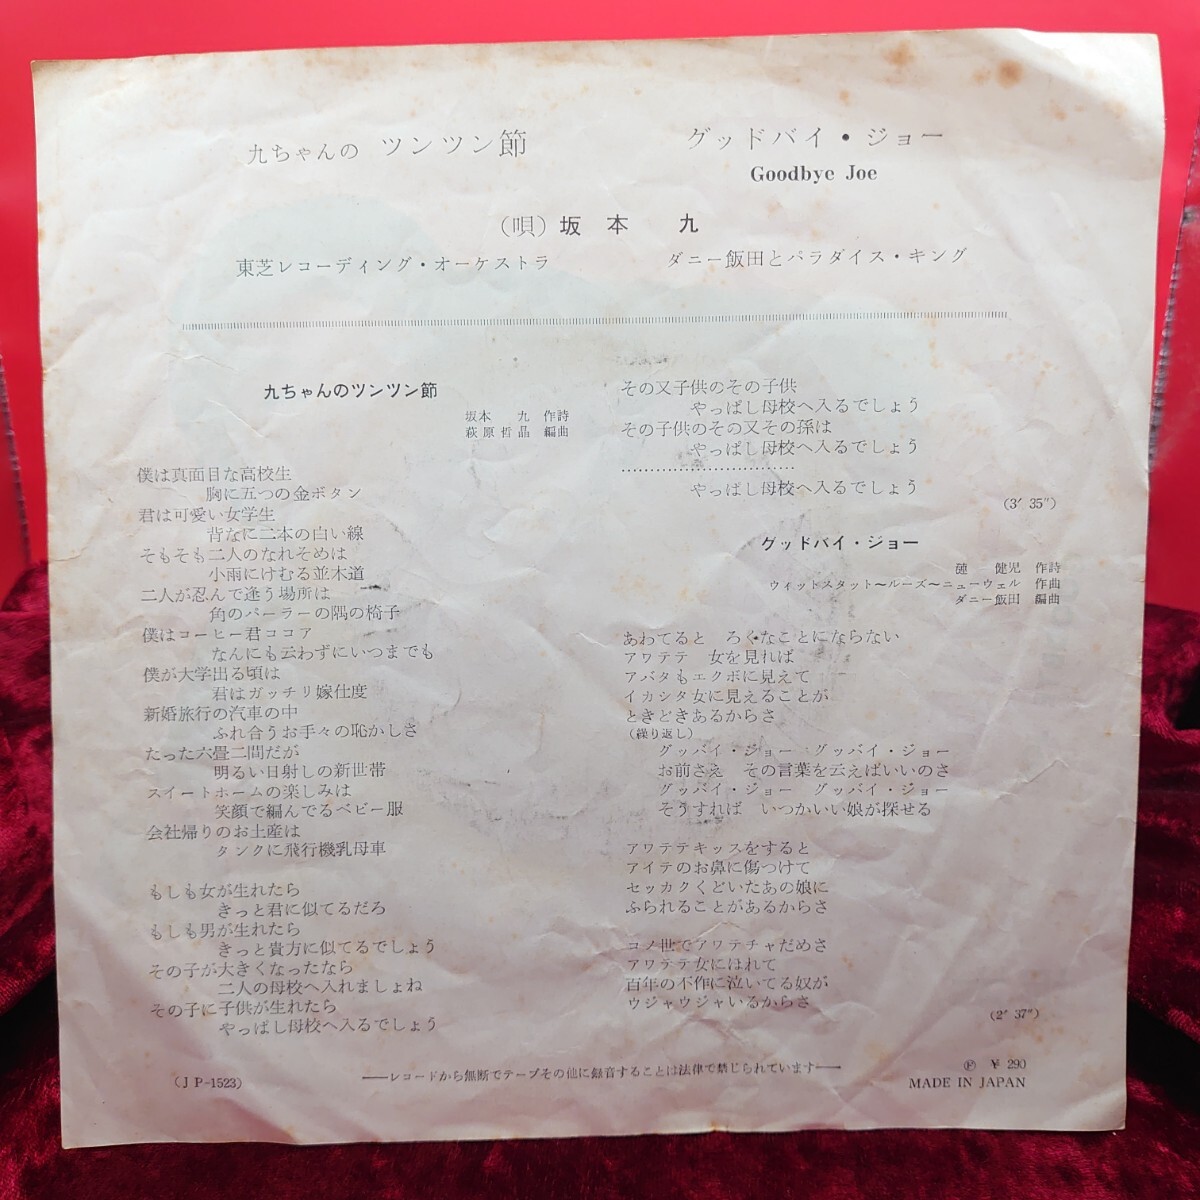 九ちゃんの ツンツン節
グッドバイ・ジョー
Goodbye Joe
(唄) 坂本 九
東芝レコーディング・オーケストラ
ダニー飯田とパラダイス・キング
九ちゃんのツンツン節
坂本 九 作詩
萩原哲晶 編曲
僕は真面目な高校生
胸に五つの金ボタン
君は可愛い女学生
背なに二本の白い線
そもそも二人のなれそめは
小雨にけむる並木道
二人が忍んで逢う場所は
角のパーラーの隅の椅子
僕はコーヒー君ココア
なんにも云わずにいつまでも
僕が大学出る頃は
君はガッチリ嫁仕度
新婚旅行の汽車の中
ふれ合うお手々の恥かしさ
たった六畳二間だが
明るい日射しの新世帯
スイートホームの楽しみは
笑顔で編んでるベビー服
会社帰りのお土産は
タンクに飛行機乳母車
もしも女が生れたら
きっと君に似てるだろ
もしも男が生れたら
きっと貴方に似てるでしょう
その子が大きくなったなら
二人の母校へ入れましょね
その子に子供が生れたら
やっぱし母校へ入るでしょう
その又子供のその子供
やっぱし母校へ入るでしょう
その子供のその又その孫は
やっぱし母校へ入るでしょう
……………………………
やっぱし母校へ入るでしょう
(3′ 35″)
グッドバイ・ジョー
漣 健児 作詩
ウィットスタット～ルーズ～ニューウェル 作曲
ダニー飯田 編曲
あわてると ろくなことにならない
アワテテ 女を見れば
アバタもエクボに見えて
イカシタ女に見えることが
ときどきあるからさ
(繰り返し)
グッバイ・ジョー グッバイ・ジョー
お前さえ その言葉を云えばいいのさ
グッバイ・ジョー グッバイ・ジョー
そうすれば いつかいい娘が探せる
アワテテキッスをすると
アイテのお鼻に傷つけて
セッカクくどいたあの娘に
ふられることがあるからさ
コノ世でアワテチャだめさ
アワテテ女にほれて
百年の不作に泣いてる奴が
ウジャウジャいるからさ
(2′ 37″)
(JP-1523)
――レコードから無断でテープその他に録音することは法律で禁じられています――
Ⓟ ¥ 290
MADE IN JAPAN